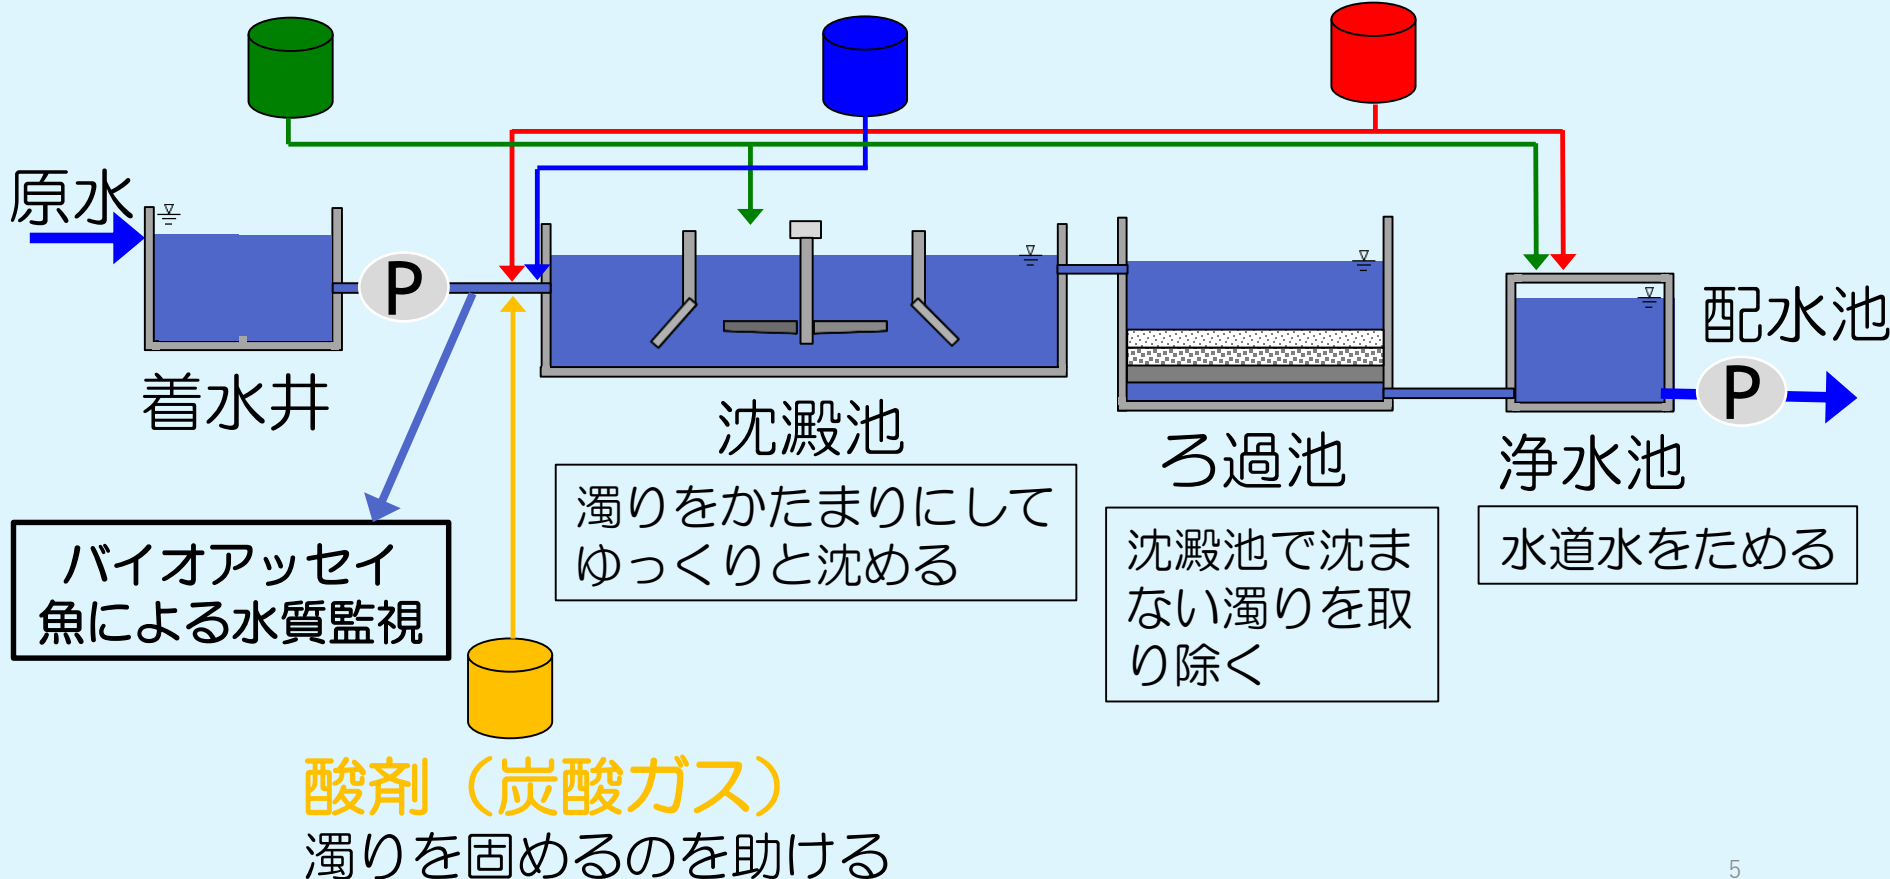 原水
P
着水井
沈澱池
濁りをかたまりにして
ゆっくりと沈める
ろ過池
沈澱池で沈ま
ない濁りを取
り除く
浄水池
水道水をためる
配水池
P
バイオアッセイ
魚による水質監視
酸剤（炭酸ガス）
濁りを固めるのを助ける
5